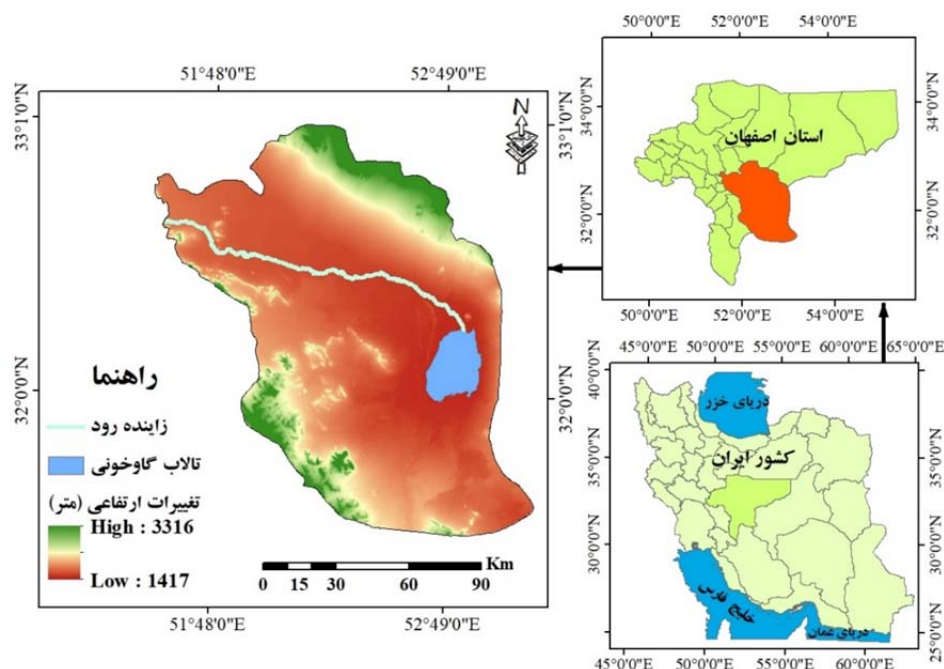 51°48'0"E 52°49'0"E
33°1'0"N
32°0'0"N
33°1'0"N
32°0'0"N
51°48'0"E 52°49'0"E
N
راهنما
زاینده رود
تالاب گاوخونی
تغییرات ارتفاعی (متر)
High : 3316
Low : 1417
Km
0 15 30 60 90
50°0'0"E 52°0'0"E 54°0'0"E
34°0'0"N
32°0'0"N
34°0'0"N
32°0'0"N
استان اصفهان
50°0'0"E 52°0'0"E 54°0'0"E
45°0'0"E 50°0'0"E 55°0'0"E 60°0'0"E 65°0'0"E
40°0'0"N
35°0'0"N
30°0'0"N
40°0'0"N
35°0'0"N
30°0'0"N
25°0'0"N
دریای خزر
کشور ایران
خلیج فارس
دریای عمان
45°0'0"E 50°0'0"E 55°0'0"E 60°0'0"E